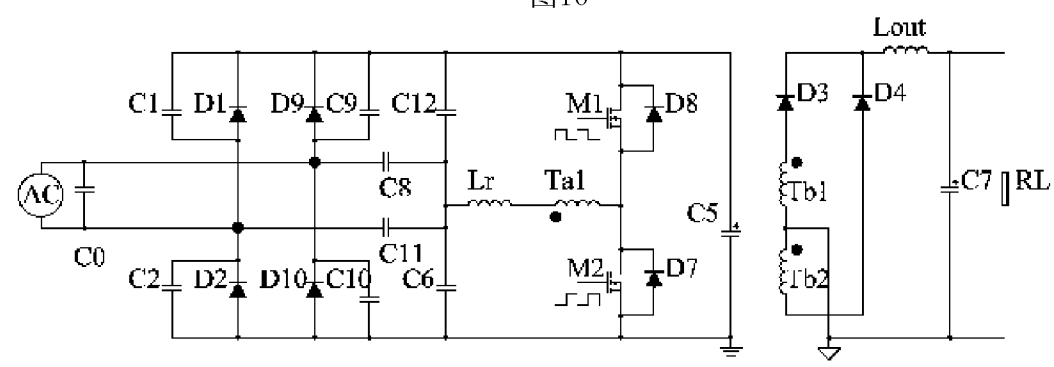 图10
Lout
C1 D1 D9 C9 C12 M1 D8 D3 D4
AC C8 Lr Ta1 Tb1 C7 RL
C0 C11 C5
C2 D2 D10 C10 C6 M2 D7 Tb2